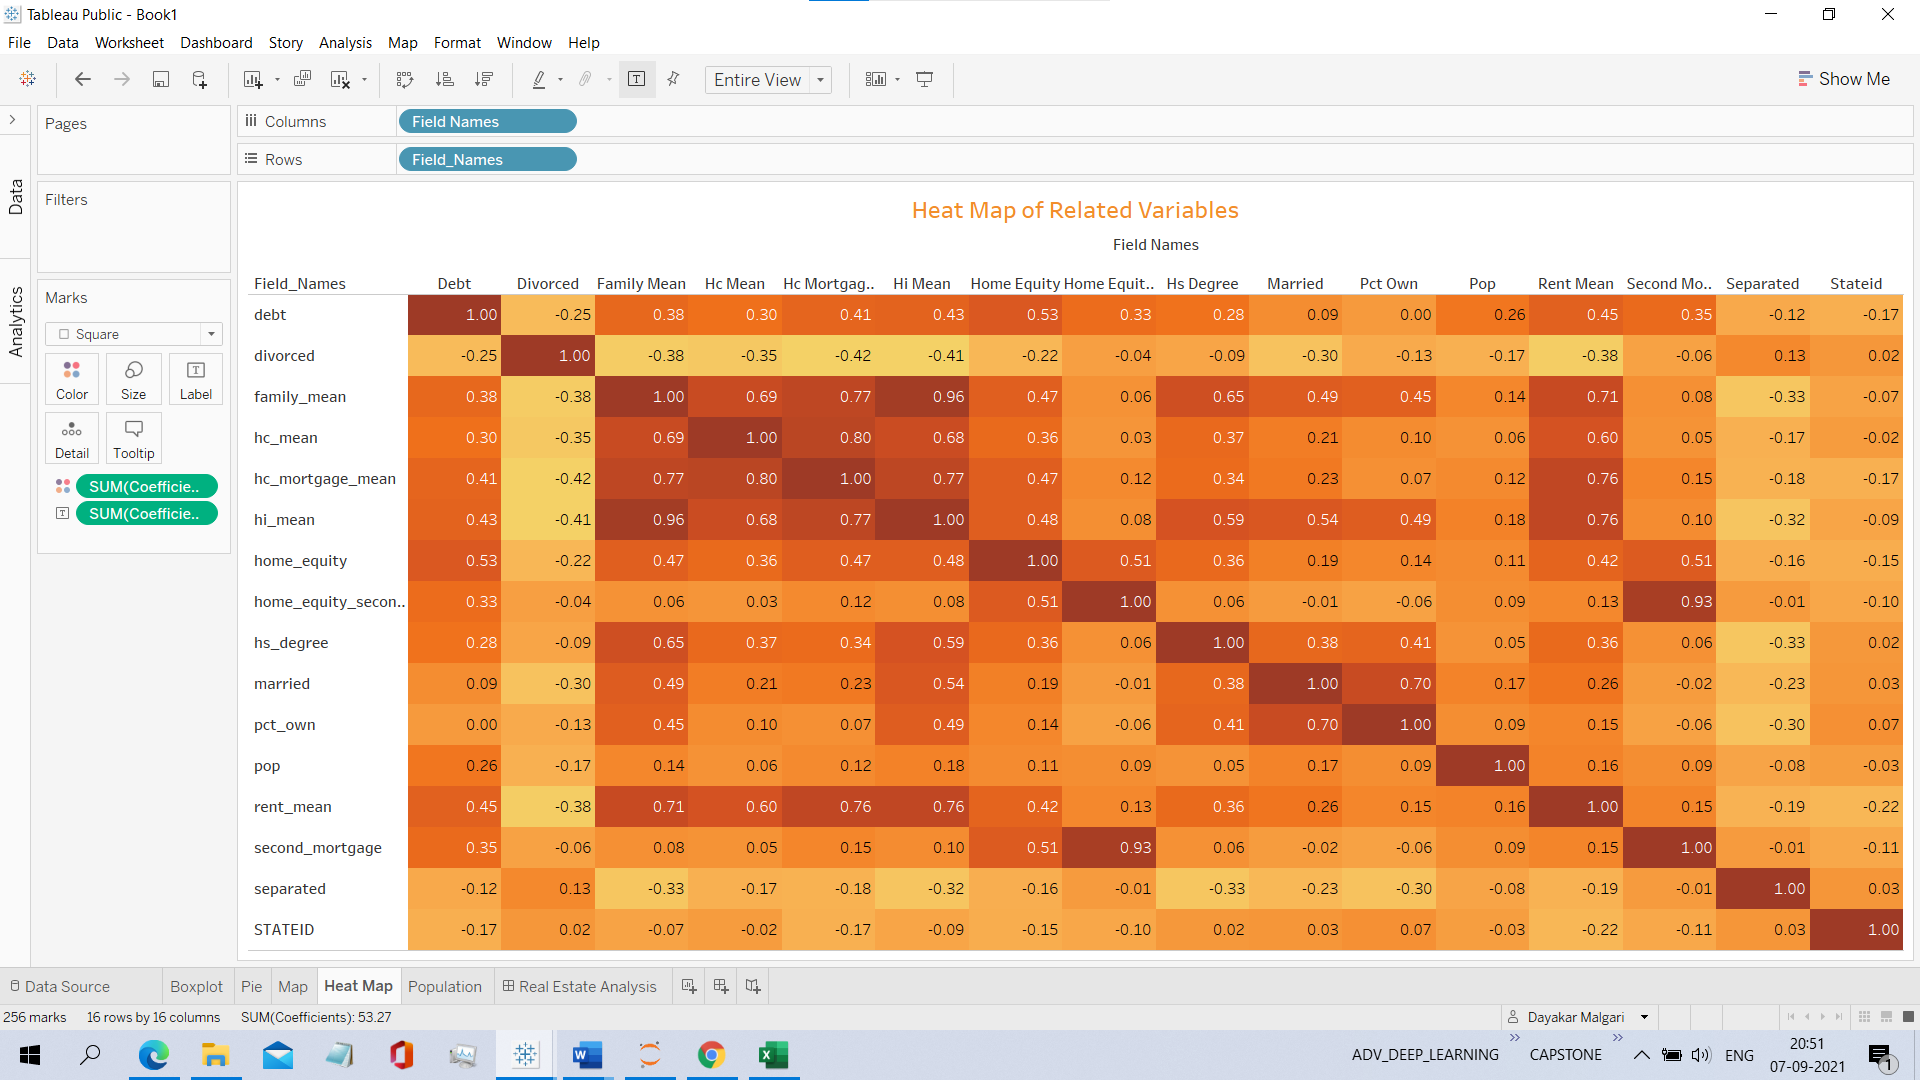 Tableau Public - Book1
File Data Worksheet Dashboard Story Analysis Map Format Window Help
Entire View
Show Me
Data
Analytics
Pages
Filters
Marks
Square
Color Size Label
Detail Tooltip
SUM(Coefficie..
SUM(Coefficie..
Columns Field Names
Rows Field_Names
Heat Map of Related Variables
Field Names
Field_Names Debt Divorced Family Mean Hc Mean Hc Mortgag.. Hi Mean Home Equity Home Equit.. Hs Degree Married Pct Own Pop Rent Mean Second Mo.. Separated Stateid
debt 1.00 -0.25 0.38 0.30 0.41 0.43 0.53 0.33 0.28 0.09 0.00 0.26 0.45 0.35 -0.12 -0.17
divorced -0.25 1.00 -0.38 -0.35 -0.42 -0.41 -0.22 -0.04 -0.09 -0.30 -0.13 -0.17 -0.38 -0.06 0.13 0.02
family_mean 0.38 -0.38 1.00 0.69 0.77 0.96 0.47 0.06 0.65 0.49 0.45 0.14 0.71 0.08 -0.33 -0.07
hc_mean 0.30 -0.35 0.69 1.00 0.80 0.68 0.36 0.03 0.37 0.21 0.10 0.06 0.60 0.05 -0.17 -0.02
hc_mortgage_mean 0.41 -0.42 0.77 0.80 1.00 0.77 0.47 0.12 0.34 0.23 0.07 0.12 0.76 0.15 -0.18 -0.17
hi_mean 0.43 -0.41 0.96 0.68 0.77 1.00 0.48 0.08 0.59 0.54 0.49 0.18 0.76 0.10 -0.32 -0.09
home_equity 0.53 -0.22 0.47 0.36 0.47 0.48 1.00 0.51 0.36 0.19 0.14 0.11 0.42 0.51 -0.16 -0.15
home_equity_secon.. 0.33 -0.04 0.06 0.03 0.12 0.08 0.51 1.00 0.06 -0.01 -0.06 0.09 0.13 0.93 -0.01 -0.10
hs_degree 0.28 -0.09 0.65 0.37 0.34 0.59 0.36 0.06 1.00 0.38 0.41 0.05 0.36 0.06 -0.33 0.02
married 0.09 -0.30 0.49 0.21 0.23 0.54 0.19 -0.01 0.38 1.00 0.70 0.17 0.26 -0.02 -0.23 0.03
pct_own 0.00 -0.13 0.45 0.10 0.07 0.49 0.14 -0.06 0.41 0.70 1.00 0.09 0.15 -0.06 -0.30 0.07
pop 0.26 -0.17 0.14 0.06 0.12 0.18 0.11 0.09 0.05 0.17 0.09 1.00 0.16 0.09 -0.08 -0.03
rent_mean 0.45 -0.38 0.71 0.60 0.76 0.76 0.42 0.13 0.36 0.26 0.15 0.16 1.00 0.15 -0.19 -0.22
second_mortgage 0.35 -0.06 0.08 0.05 0.15 0.10 0.51 0.93 0.06 -0.02 -0.06 0.09 0.15 1.00 -0.01 -0.11
separated -0.12 0.13 -0.33 -0.17 -0.18 -0.32 -0.16 -0.01 -0.33 -0.23 -0.30 -0.08 -0.19 -0.01 1.00 0.03
STATEID -0.17 0.02 -0.07 -0.02 -0.17 -0.09 -0.15 -0.10 0.02 0.03 0.07 -0.03 -0.22 -0.11 0.03 1.00
Data Source Boxplot Pie Map Heat Map Population Real Estate Analysis
256 marks 16 rows by 16 columns SUM(Coefficients): 53.27 Dayakar Malgari
ADV_DEEP_LEARNING CAPSTONE ENG 20:51
07-09-2021 1